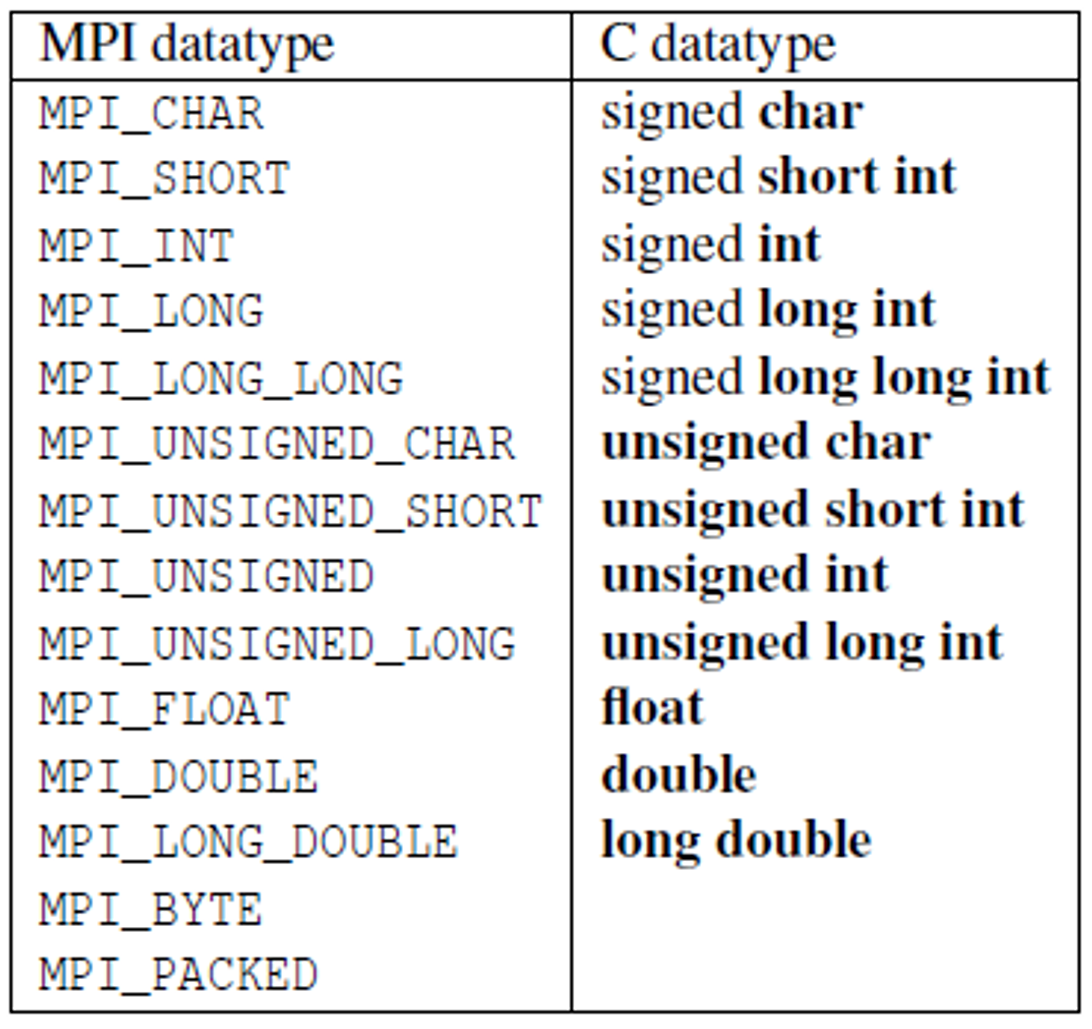 MPI datatype C datatype
MPI_CHAR signed char
MPI_SHORT signed short int
MPI_INT signed int
MPI_LONG signed long int
MPI_LONG_LONG signed long long int
MPI_UNSIGNED_CHAR unsigned char
MPI_UNSIGNED_SHORT unsigned short int
MPI_UNSIGNED unsigned int
MPI_UNSIGNED_LONG unsigned long int
MPI_FLOAT float
MPI_DOUBLE double
MPI_LONG_DOUBLE long double
MPI_BYTE
MPI_PACKED